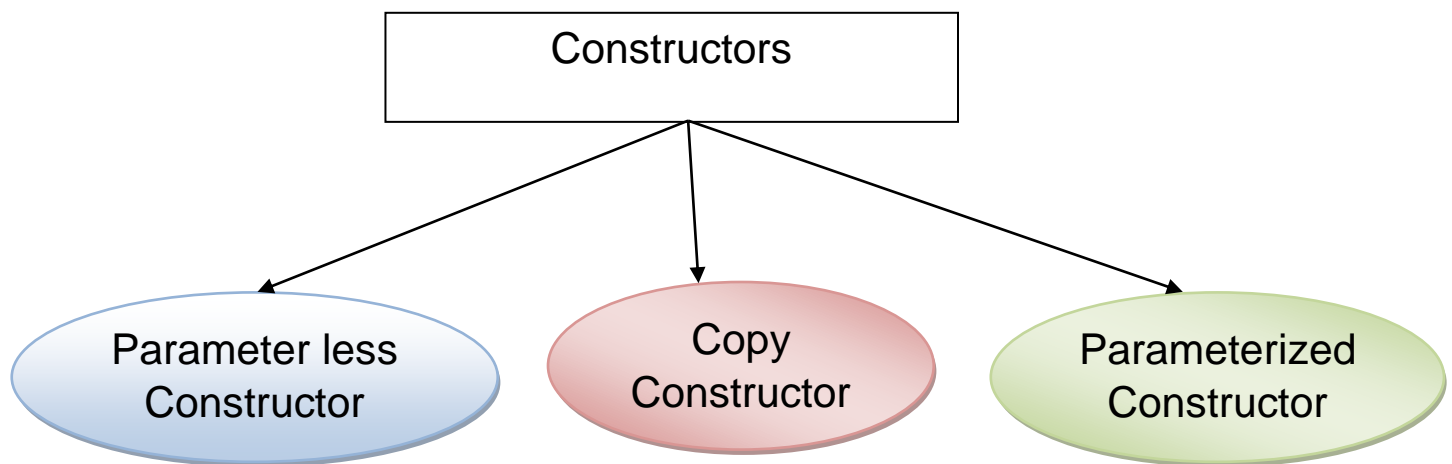 Constructors
Parameter less
Constructor
Copy
Constructor
Parameterized
Constructor